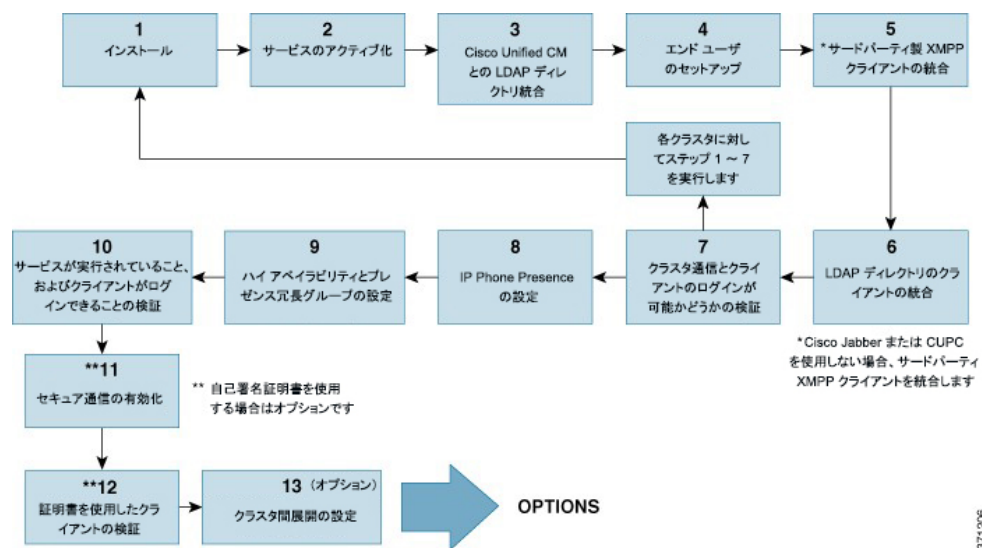 1
インストール
2
サービスのアクティブ化
3
Cisco Unified CM
との LDAP ディレ
クトリ統合
4
エンド ユーザ
のセットアップ
5
*サードパーティ製 XMPP
クライアントの統合
各クラスタに対し
てステップ 1 ～ 7
を実行します
10
サービスが実行されていること、
およびクライアントがログ
インできることの検証
9
ハイ アベイラビリティとプレ
ゼンス冗長グループの設定
8
IP Phone Presence
の設定
7
クラスタ通信とクライ
アントのログインが
可能かどうかの検証
6
LDAP ディレクトリのクラ
イアントの統合
*Cisco Jabber または CUPC
を使用しない場合、サードパーティ
XMPP クライアントを統合します
**11
セキュア通信の有効化
** 自己署名証明書を使用
する場合はオプションです
**12
証明書を使用したクラ
イアントの検証
13 (オプション)
クラスタ間展開の設定
OPTIONS
371206